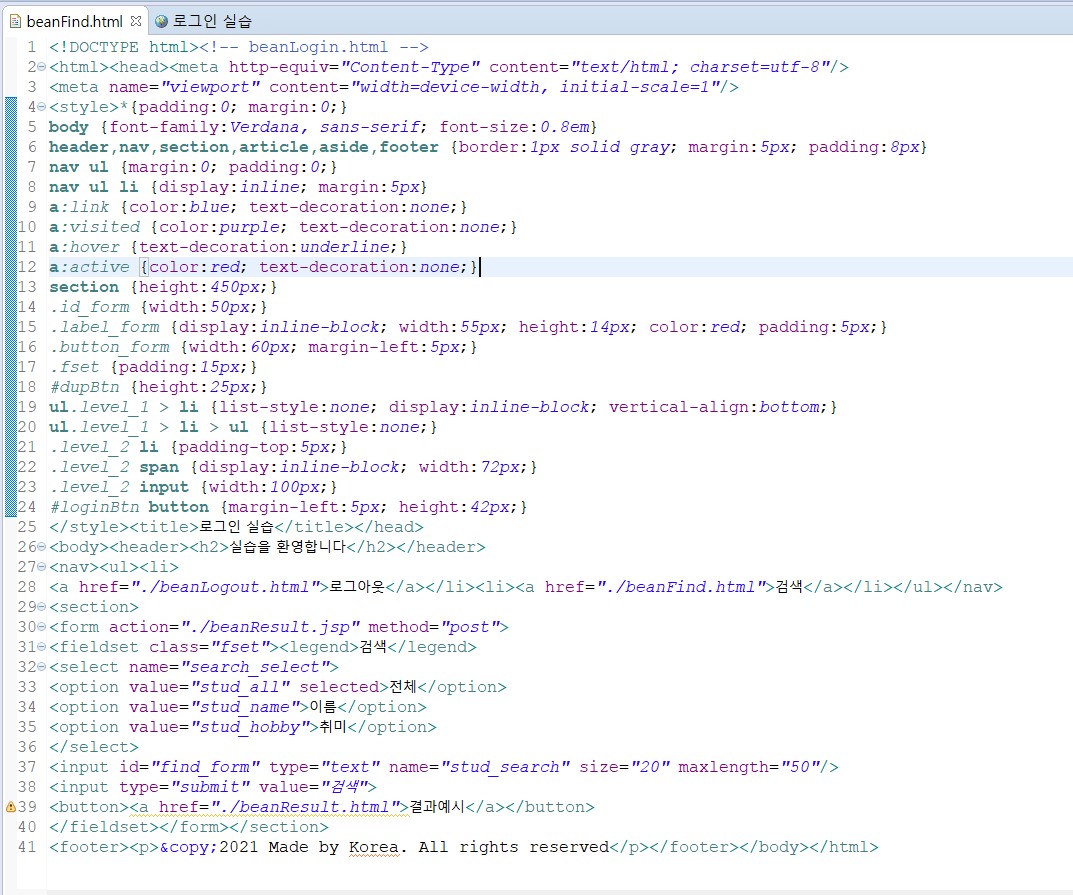 beanFind.html 로그인 실습
1 <!DOCTYPE html><!-- beanLogin.html -->
2 <html><head><meta http-equiv="Content-Type" content="text/html; charset=utf-8"/>
3 <meta name="viewport" content="width=device-width, initial-scale=1"/>
4 <style>*{padding:0; margin:0;}
5 body {font-family:Verdana, sans-serif; font-size:0.8em}
6 header,nav,section,article,aside,footer {border:1px solid gray; margin:5px; padding:8px}
7 nav ul {margin:0; padding:0;}
8 nav ul li {display:inline; margin:5px}
9 a:link {color:blue; text-decoration:none;}
10 a:visited {color:purple; text-decoration:none;}
11 a:hover {text-decoration:underline;}
12 a:active {color:red; text-decoration:none;}
13 section {height:450px;}
14 .id_form {width:50px;}
15 .label_form {display:inline-block; width:55px; height:14px; color:red; padding:5px;}
16 .button_form {width:60px; margin-left:5px;}
17 .fset {padding:15px;}
18 #dupBtn {height:25px;}
19 ul.level_1 > li {list-style:none; display:inline-block; vertical-align:bottom;}
20 ul.level_1 > li > ul {list-style:none;}
21 .level_2 li {padding-top:5px;}
22 .level_2 span {display:inline-block; width:72px;}
23 .level_2 input {width:100px;}
24 #loginBtn button {margin-left:5px; height:42px;}
25 </style><title>로그인 실습</title></head>
26 <body><header><h2>실습을 환영합니다</h2></header>
27 <nav><ul><li>
28 <a href="./beanLogout.html">로그아웃</a></li><li><a href="./beanFind.html">검색</a></li></ul></nav>
29 <section>
30 <form action="./beanResult.jsp" method="post">
31 <fieldset class="fset"><legend>검색</legend>
32 <select name="search_select">
33 <option value="stud_all" selected>전체</option>
34 <option value="stud_name">이름</option>
35 <option value="stud_hobby">취미</option>
36 </select>
37 <input id="find_form" type="text" name="stud_search" size="20" maxlength="50"/>
38 <input type="submit" value="검색">
39 <button><a href="./beanResult.html">결과예시</a></button>
40 </fieldset></form></section>
41 <footer><p>&copy;2021 Made by Korea. All rights reserved</p></footer></body></html>